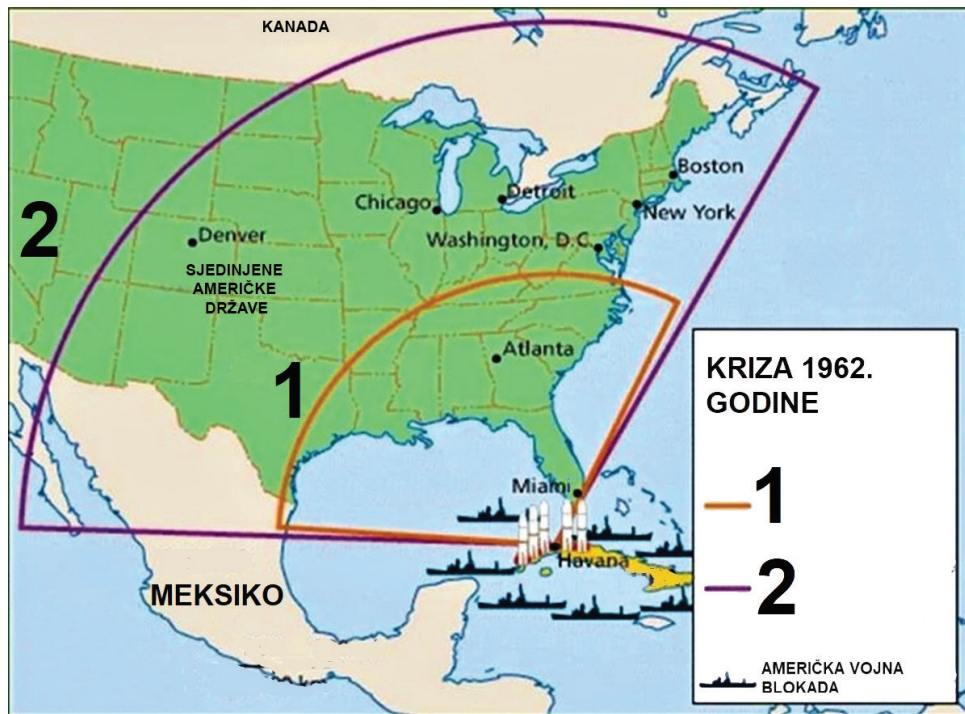 KANADA
Boston
Detroit
Chicago
New York
2
Washington, D.C.
Denver
SJEDINJENE
AMERIČKE
DRŽAVE
1
Atlanta
KRIZA 1962.
GODINE
1
2
AMERIČKA VOJNA
BLOKADA
Miami
Havana
MEKSIKO